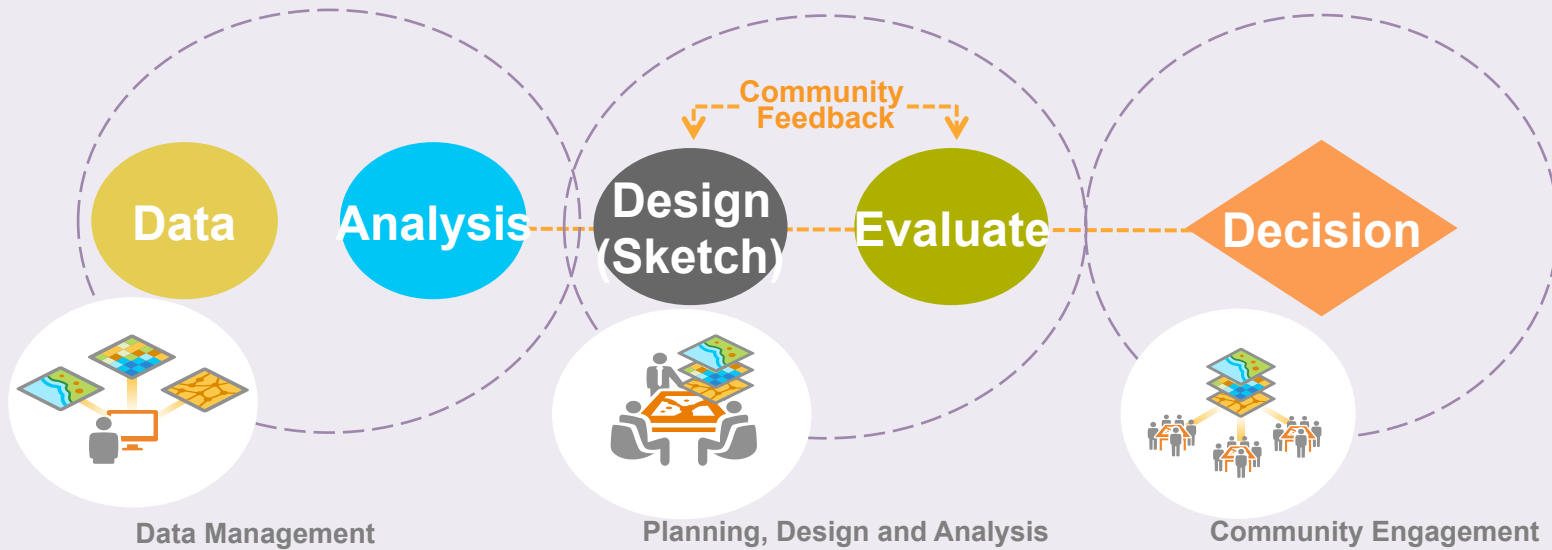 Community
Feedback
Data
Analysis
Design
(Sketch)
Evaluate
Decision
Data Management
Planning, Design and Analysis
Community Engagement